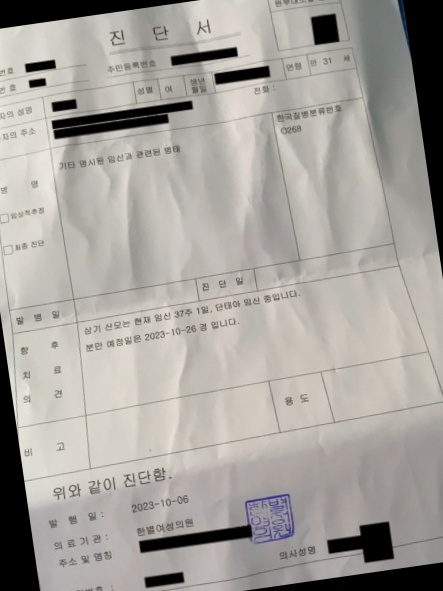 원부대조필
진 단 서
번호
주민등록번호
번 호
자의 성명 성별 여 생년월일 연령 만 31 세
자의 주소 전화 :
병 명 기타 명시된 임신과 관련된 병태 한국질병분류번호
O268
임상적추정
최종 진단
발 병 일 진 단 일
향 후 치 료 의 견
상기 산모는 현재 임신 37주 1일, 단태아 임신 중입니다.
분만 예정일은 2023-10-26 경 입니다.
비 고 용 도
위와 같이 진단함.
발 행 일 : 2023-10-06
의 료 기 관 : 한별여성의원
주소 및 명칭
의사성명
번호 :